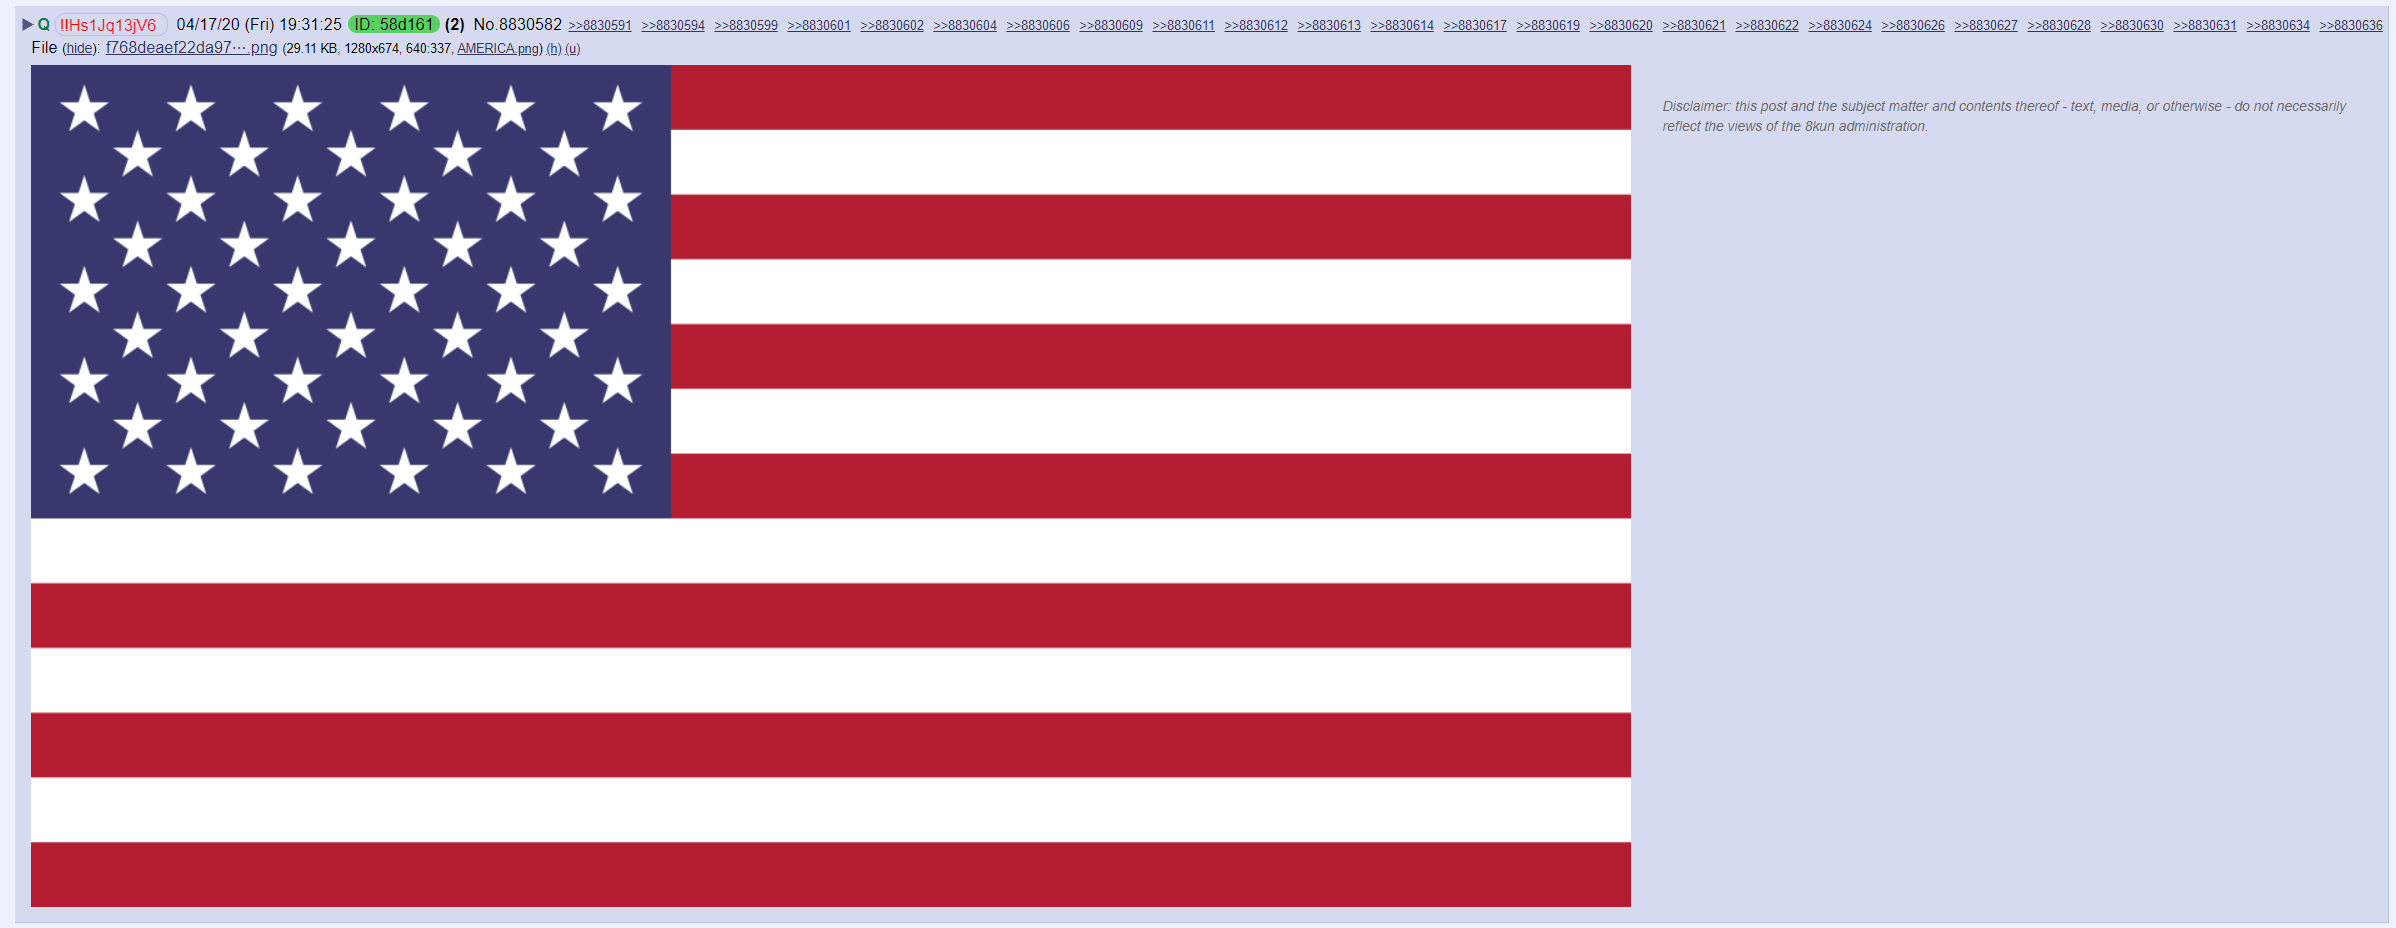 ▶ Q !!Hs1Jq13jV6 04/17/20 (Fri) 19:31:25 ID: 58d161 (2) No.8830582 >>8830591 >>8830594 >>8830599 >>8830601 >>8830602 >>8830604 >>8830606 >>8830609 >>8830611 >>8830612 >>8830613 >>8830614 >>8830617 >>8830619 >>8830620 >>8830621 >>8830622 >>8830624 >>8830626 >>8830627 >>8830628 >>8830630 >>8830631 >>8830634 >>8830636
File (hide): f768deaef22da97⋯.png (29.11 KB, 1280x674, 640:337, AMERICA.png) (h) (u)
Disclaimer: this post and the subject matter and contents thereof - text, media, or otherwise - do not necessarily
reflect the views of the 8kun administration.